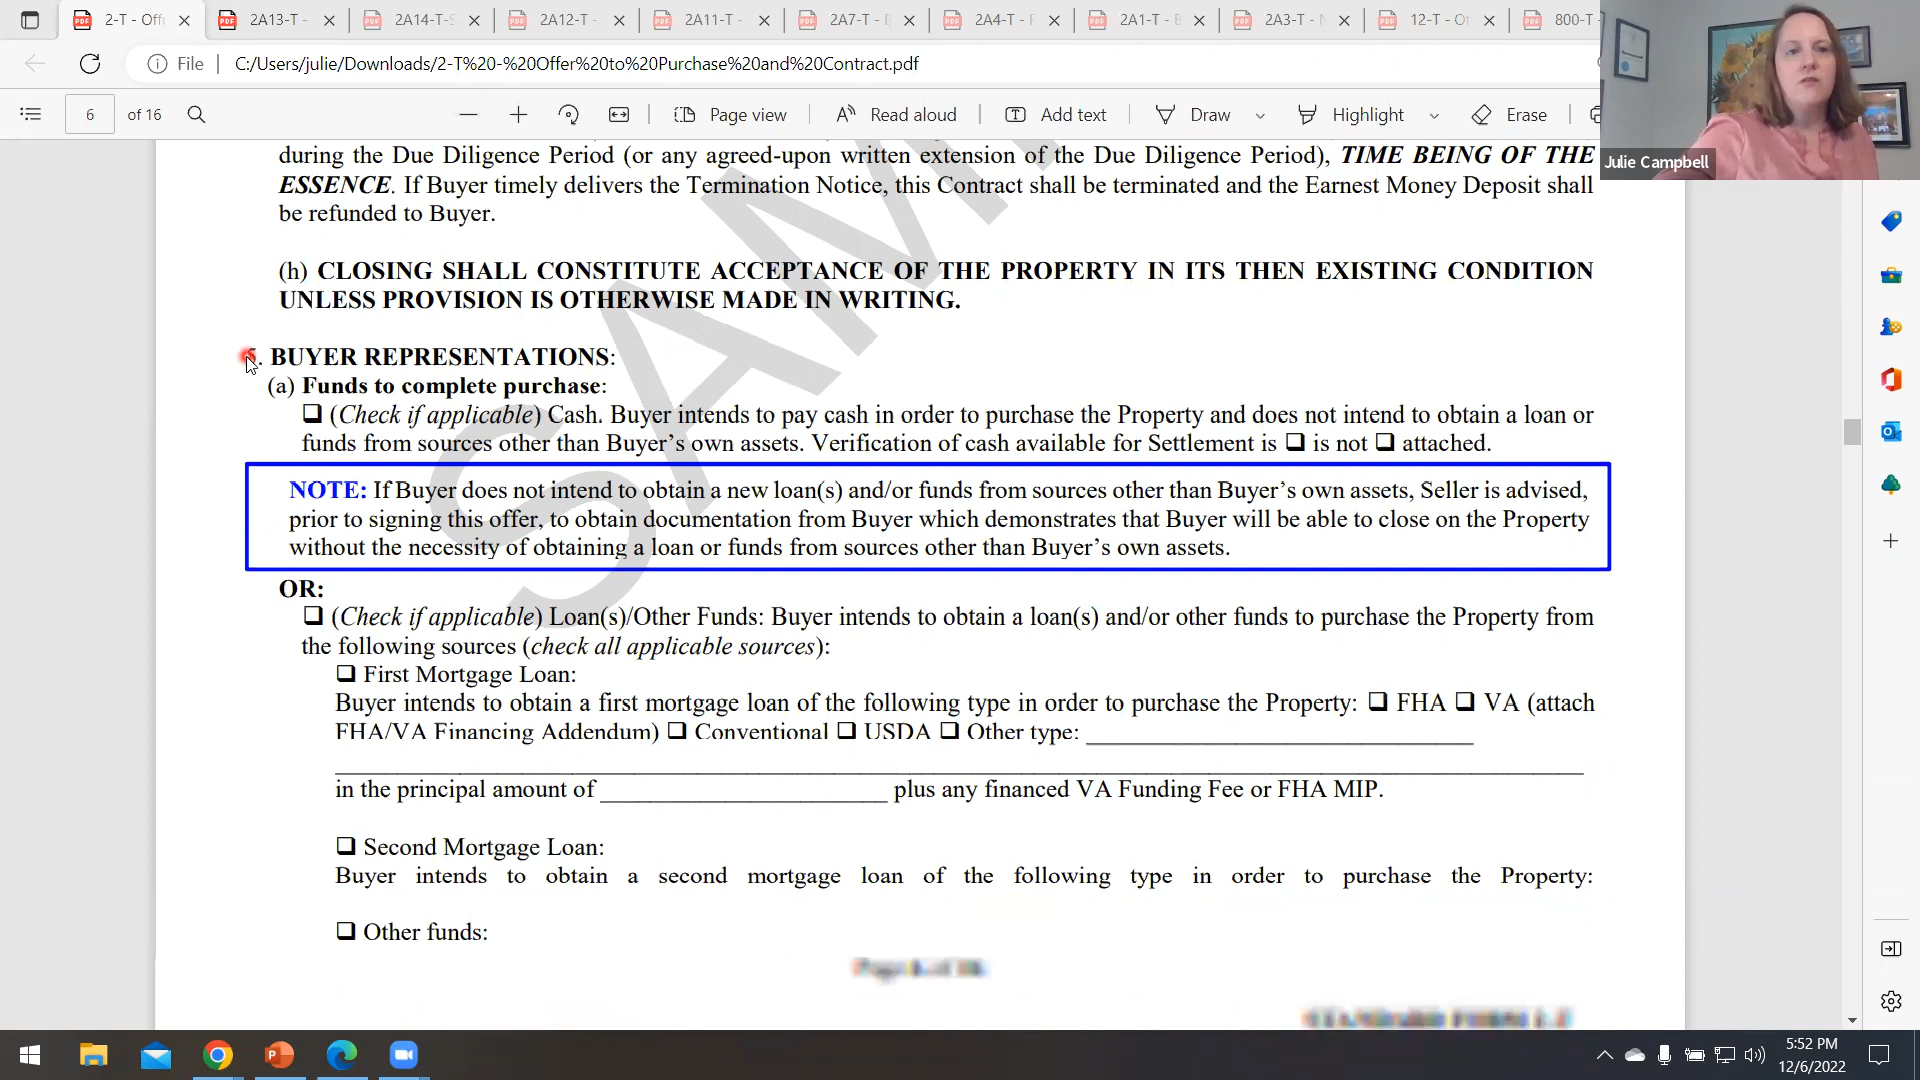 2-T - Off
2A13-T -
2A14-T-S
2A12-T -
2A11-T -
2A7-T - B
2A4-T - F
2A1-T - B
2A3-T - N
12-T - Of
800-T -
File
C:/Users/julie/Downloads/2-T%20-%20Offer%20to%20Purchase%20and%20Contract.pdf
6 of 16
Page view
Read aloud
Add text
Draw
Highlight
Erase
Julie Campbell
during the Due Diligence Period (or any agreed-upon written extension of the Due Diligence Period), TIME BEING OF THE
ESSENCE. If Buyer timely delivers the Termination Notice, this Contract shall be terminated and the Earnest Money Deposit shall
be refunded to Buyer.
(h) CLOSING SHALL CONSTITUTE ACCEPTANCE OF THE PROPERTY IN ITS THEN EXISTING CONDITION
UNLESS PROVISION IS OTHERWISE MADE IN WRITING.
BUYER REPRESENTATIONS:
(a) Funds to complete purchase:
❑ (Check if applicable) Cash. Buyer intends to pay cash in order to purchase the Property and does not intend to obtain a loan or
funds from sources other than Buyer's own assets. Verification of cash available for Settlement is ❑ is not ❑ attached.
NOTE: If Buyer does not intend to obtain a new loan(s) and/or funds from sources other than Buyer's own assets, Seller is advised,
prior to signing this offer, to obtain documentation from Buyer which demonstrates that Buyer will be able to close on the Property
without the necessity of obtaining a loan or funds from sources other than Buyer's own assets.
OR:
❑ (Check if applicable) Loan(s)/Other Funds: Buyer intends to obtain a loan(s) and/or other funds to purchase the Property from
the following sources (check all applicable sources):
❑ First Mortgage Loan:
Buyer intends to obtain a first mortgage loan of the following type in order to purchase the Property: ❑ FHA ❑ VA (attach
FHA/VA Financing Addendum) ❑ Conventional ❑ USDA ❑ Other type: ______________________________
in the principal amount of ______________________ plus any financed VA Funding Fee or FHA MIP.
❑ Second Mortgage Loan:
Buyer intends to obtain a second mortgage loan of the following type in order to purchase the Property:
❑ Other funds:
SAM
5:52 PM
12/6/2022